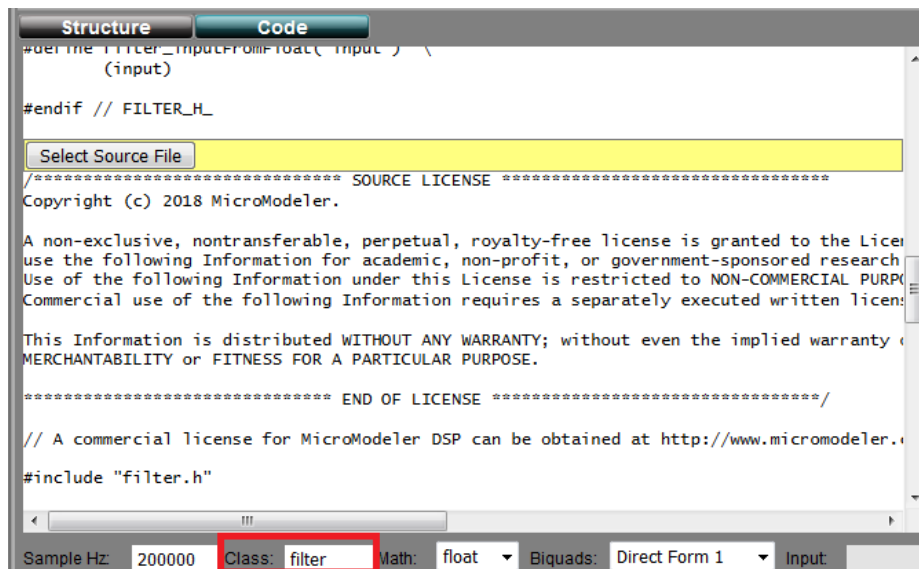 Structure Code
#define filter_inputFromFloat( input ) \
(input)
#endif // FILTER_H_
Select Source File
/******************************* SOURCE LICENSE *********************************
Copyright (c) 2018 MicroModeler.
A non-exclusive, nontransferable, perpetual, royalty-free license is granted to the
use the following Information for academic, non-profit, or government-sponsored research
Use of the following Information under this License is restricted to NON-COMMERCIAL
Commercial use of the following Information requires a separately executed written
This Information is distributed WITHOUT ANY WARRANTY; without even the implied warranty
MERCHANTABILITY or FITNESS FOR A PARTICULAR PURPOSE.
******************************* END OF LICENSE *********************************/
// A commercial license for MicroModeler DSP can be obtained at http://www.micromodeler.
#include "filter.h"
Sample Hz: 200000 Class: filter Math: float Biquads: Direct Form 1 Input: